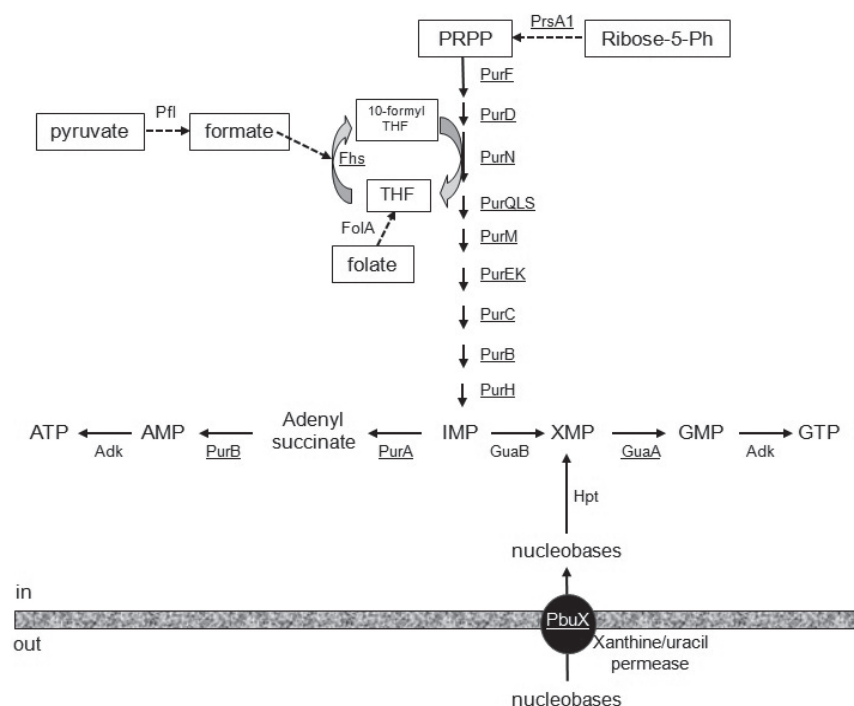 PrsA1
PRPP
Ribose-5-Ph
PurF
Pfl
10-formyl
THF
PurD
pyruvate
formate
Fhs
PurN
THF
PurQLS
FolA
PurM
folate
PurEK
PurC
PurB
PurH
ATP
AMP
Adenyl
succinate
IMP
XMP
GMP
GTP
Adk
PurB
PurA
GuaB
GuaA
Adk
Hpt
nucleobases
in
PbuX
out
Xanthine/uracil
permease
nucleobases